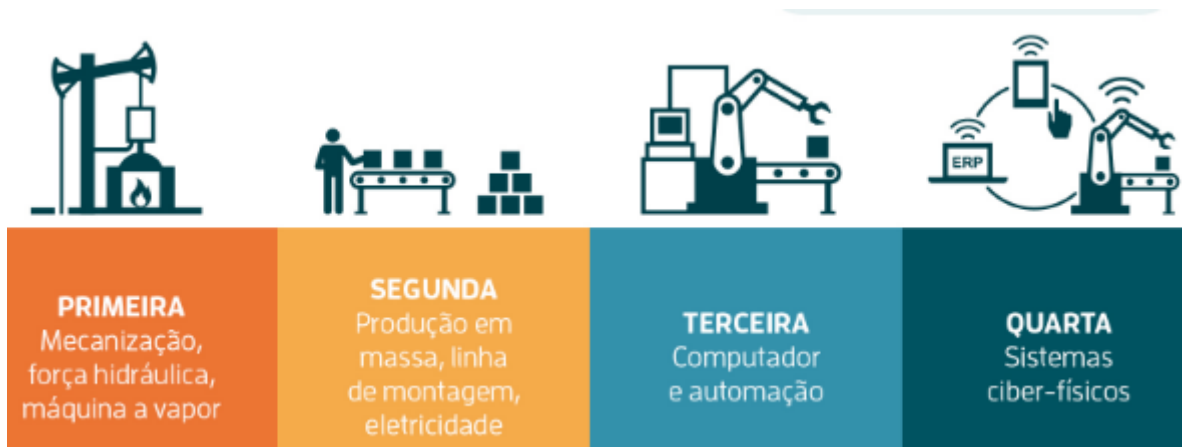 ERP
PRIMEIRA
Mecanização,
força hidráulica,
máquina a vapor
SEGUNDA
Produção em
massa, linha
de montagem,
eletricidade
TERCEIRA
Computador
e automação
QUARTA
Sistemas
ciber-físicos